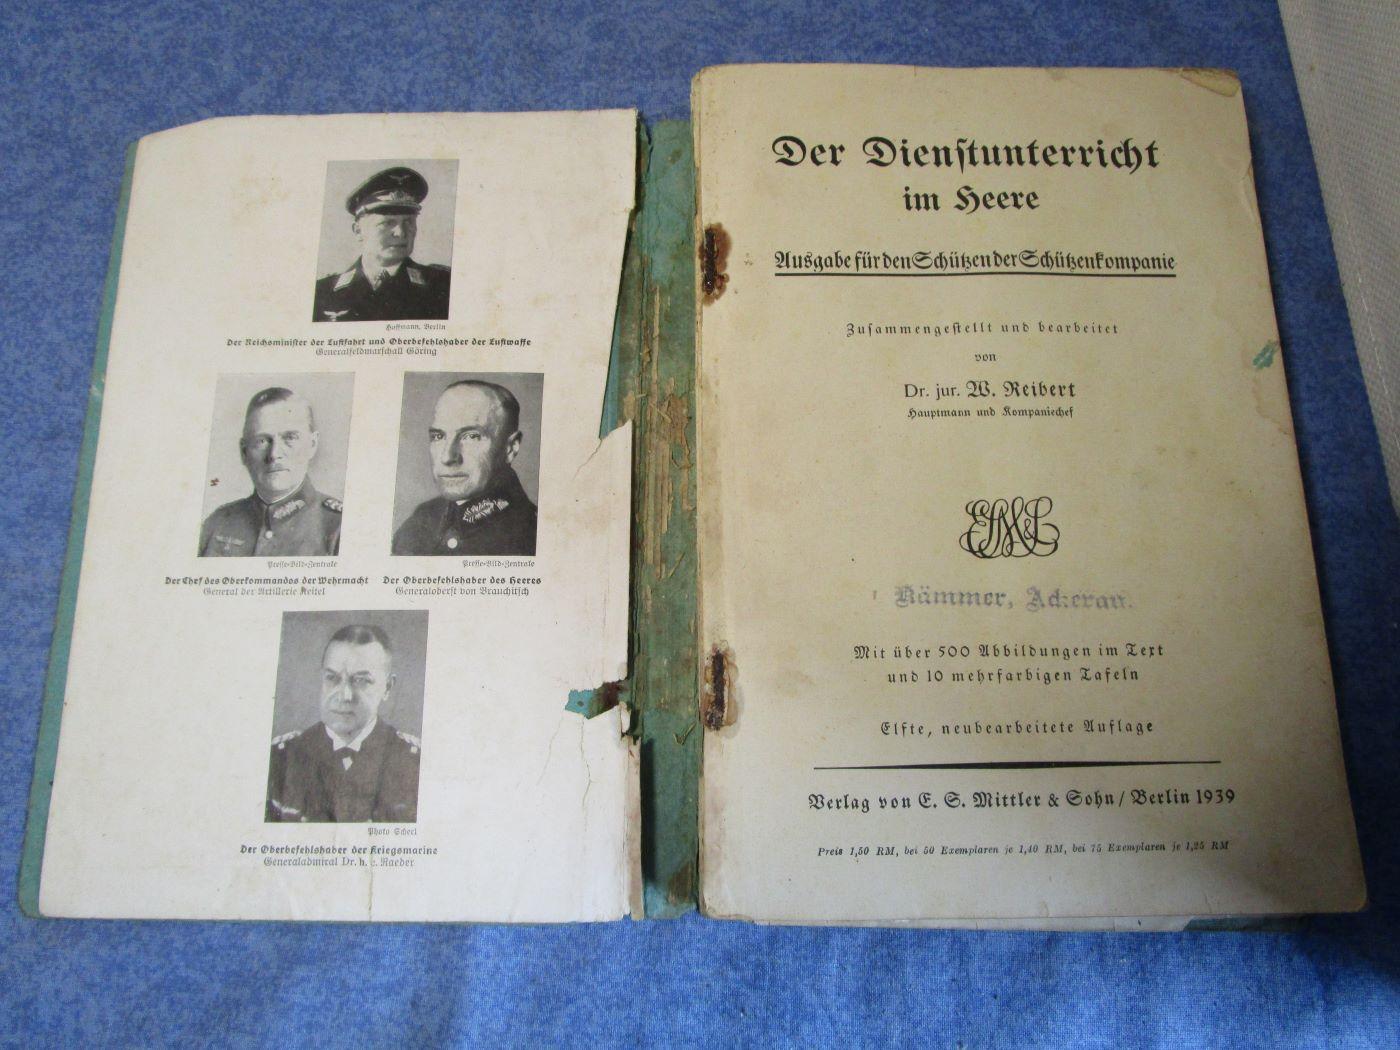 Hoffmann, Berlin
Der Reichsminister der Luftfahrt und Oberbefehlshaber der Luftwaffe
Generalfeldmarschall Göring
Presse-Bild-Zentrale
Der Chef des Oberkommandos der Wehrmacht
General der Artillerie Keitel
Presse-Bild-Zentrale
Der Oberbefehlshaber des Heeres
Generaloberst von Brauchitsch
Photo Scherl
Der Oberbefehlshaber der Kriegsmarine
Generaladmiral Dr. h. c. Raeder
Der Dienstunterricht
im Heere
Ausgabe für den Schützen der Schützenkompanie
Zusammengestellt und bearbeitet
von
Dr. jur. W. Reibert
Hauptmann und Kompaniechef
Kämmer, Ackerau.
Mit über 500 Abbildungen im Text
und 10 mehrfarbigen Tafeln
Elfte, neubearbeitete Auflage
Verlag von E. S. Mittler & Sohn / Berlin 1939
Preis 1,50 RM, bei 50 Exemplaren je 1,40 RM, bei 75 Exemplaren je 1,25 RM